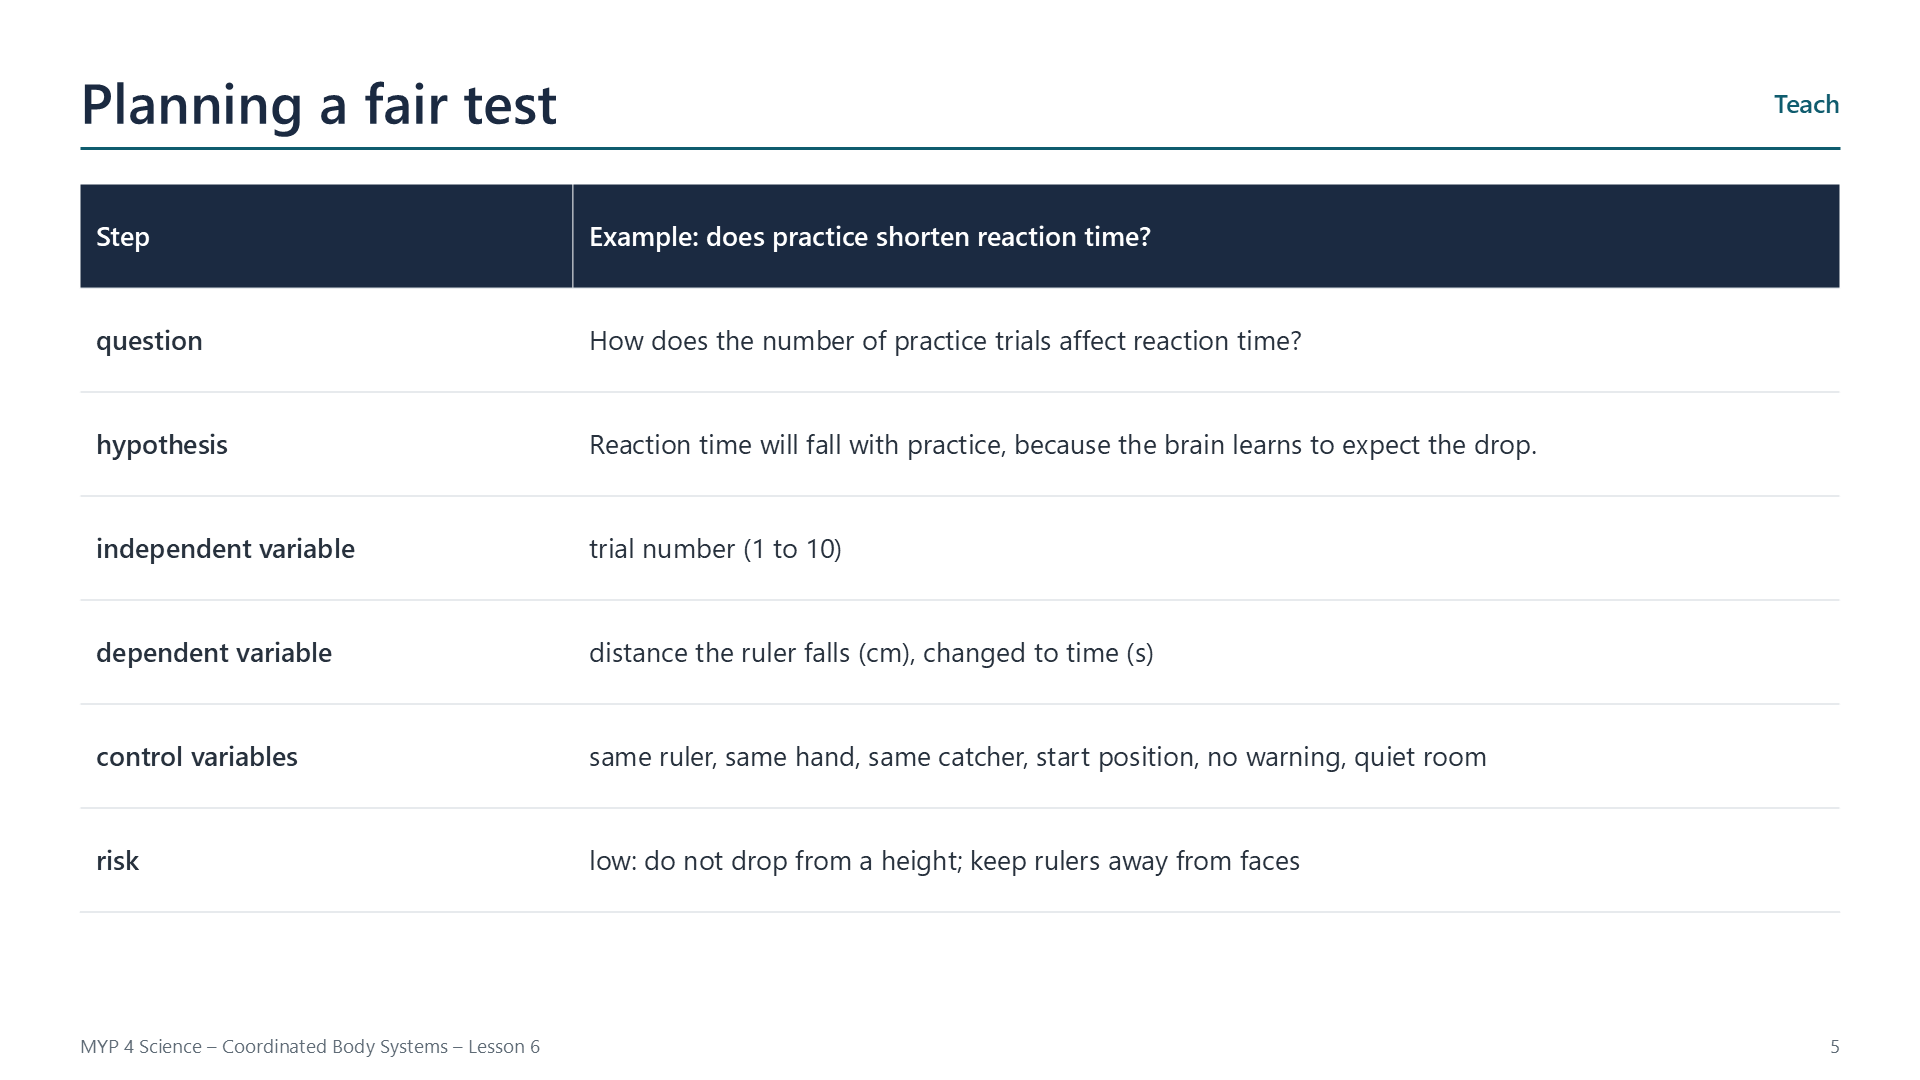 Planning a fair test
Teach
Step
Example: does practice shorten reaction time?
question
How does the number of practice trials affect reaction time?
hypothesis
Reaction time will fall with practice, because the brain learns to expect the drop.
independent variable
trial number (1 to 10)
dependent variable
distance the ruler falls (cm), changed to time (s)
control variables
same ruler, same hand, same catcher, start position, no warning, quiet room
risk
low: do not drop from a height; keep rulers away from faces
MYP 4 Science – Coordinated Body Systems – Lesson 6
5